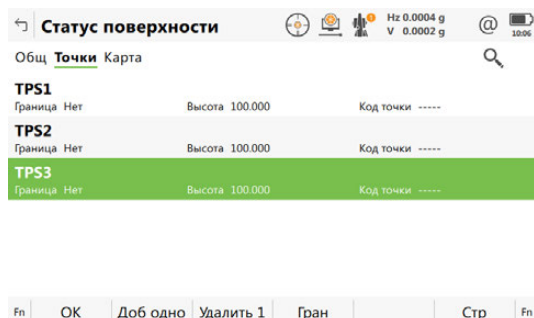 Статус поверхности
Hz 0.0004 g
V 0.0002 g
@
10:06
Общ Точки Карта
TPS1
Граница Нет Высота 100.000 Код точки -----
TPS2
Граница Нет Высота 100.000 Код точки -----
TPS3
Граница Нет Высота 100.000 Код точки -----
Fn OK Доб одно Удалить 1 Гран Стр Fn